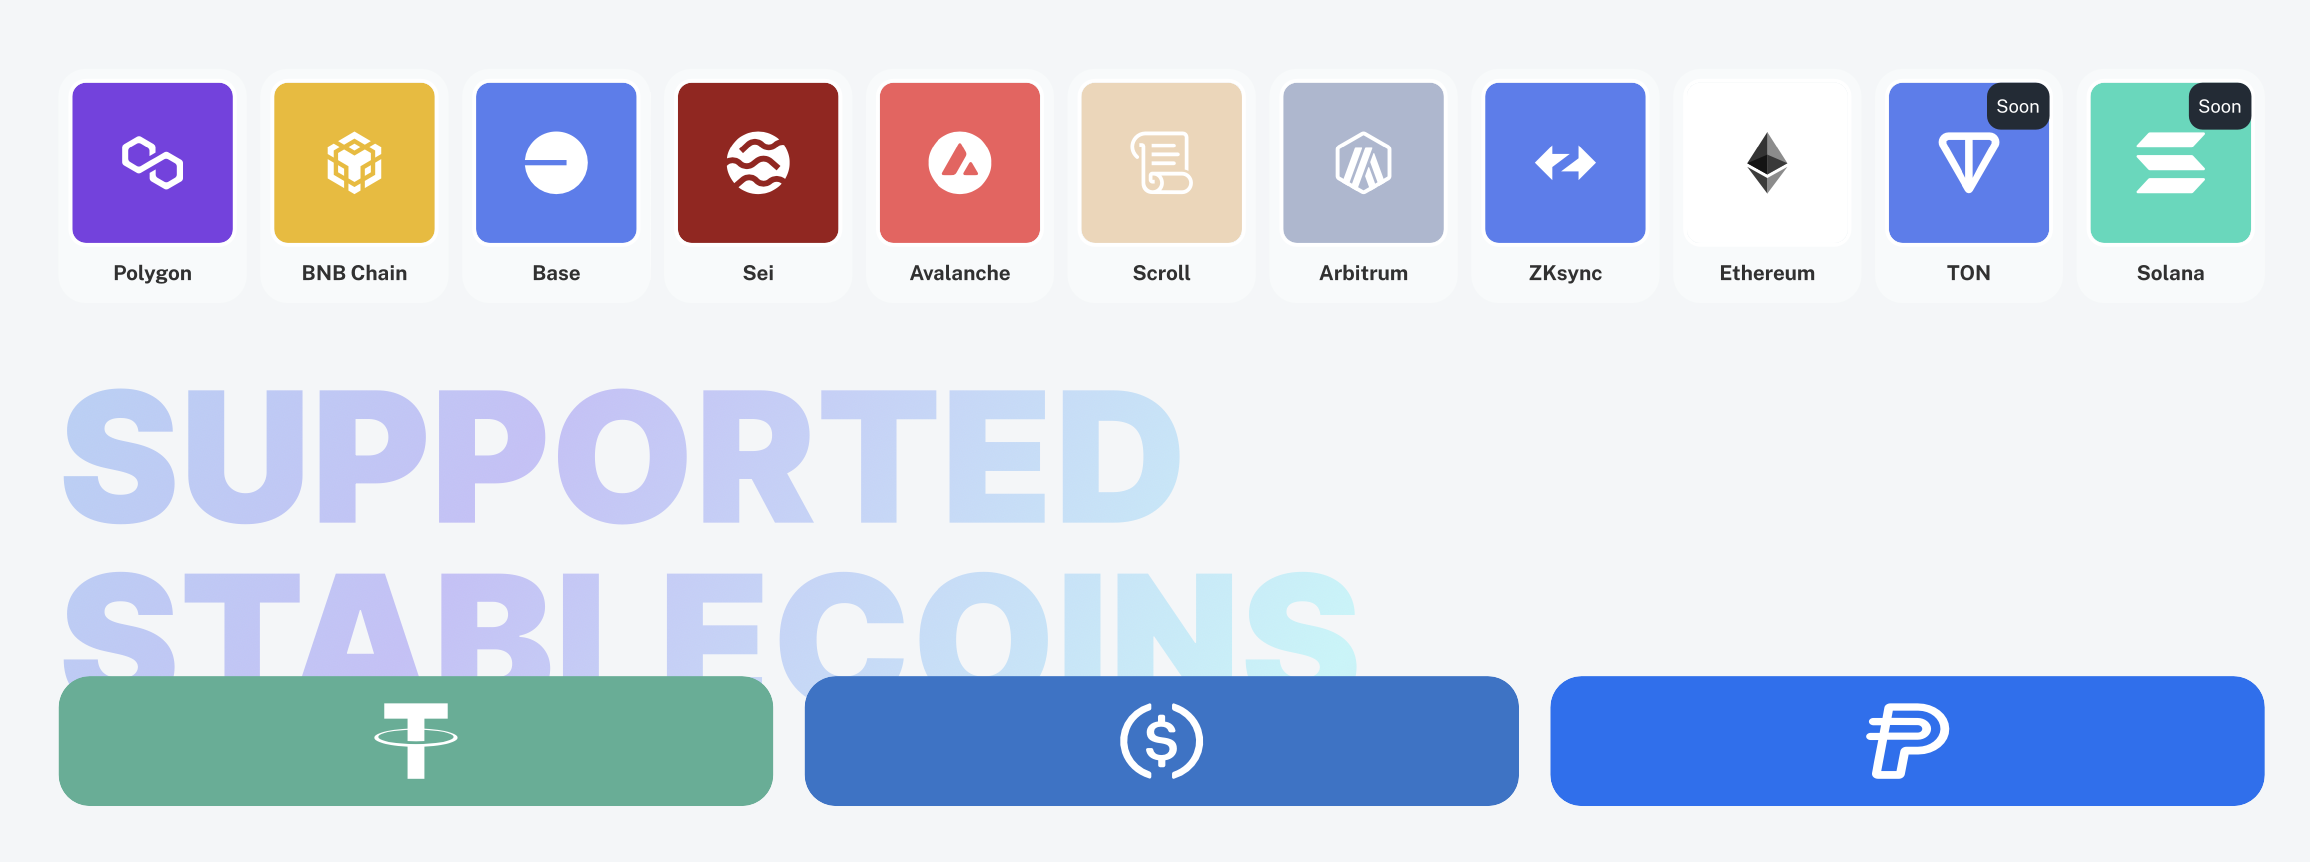 Soon
Soon
Polygon
BNB Chain
Base
Sei
Avalanche
Scroll
Arbitrum
ZKsync
Ethereum
TON
Solana
SUPPORTED
STABLECOINS